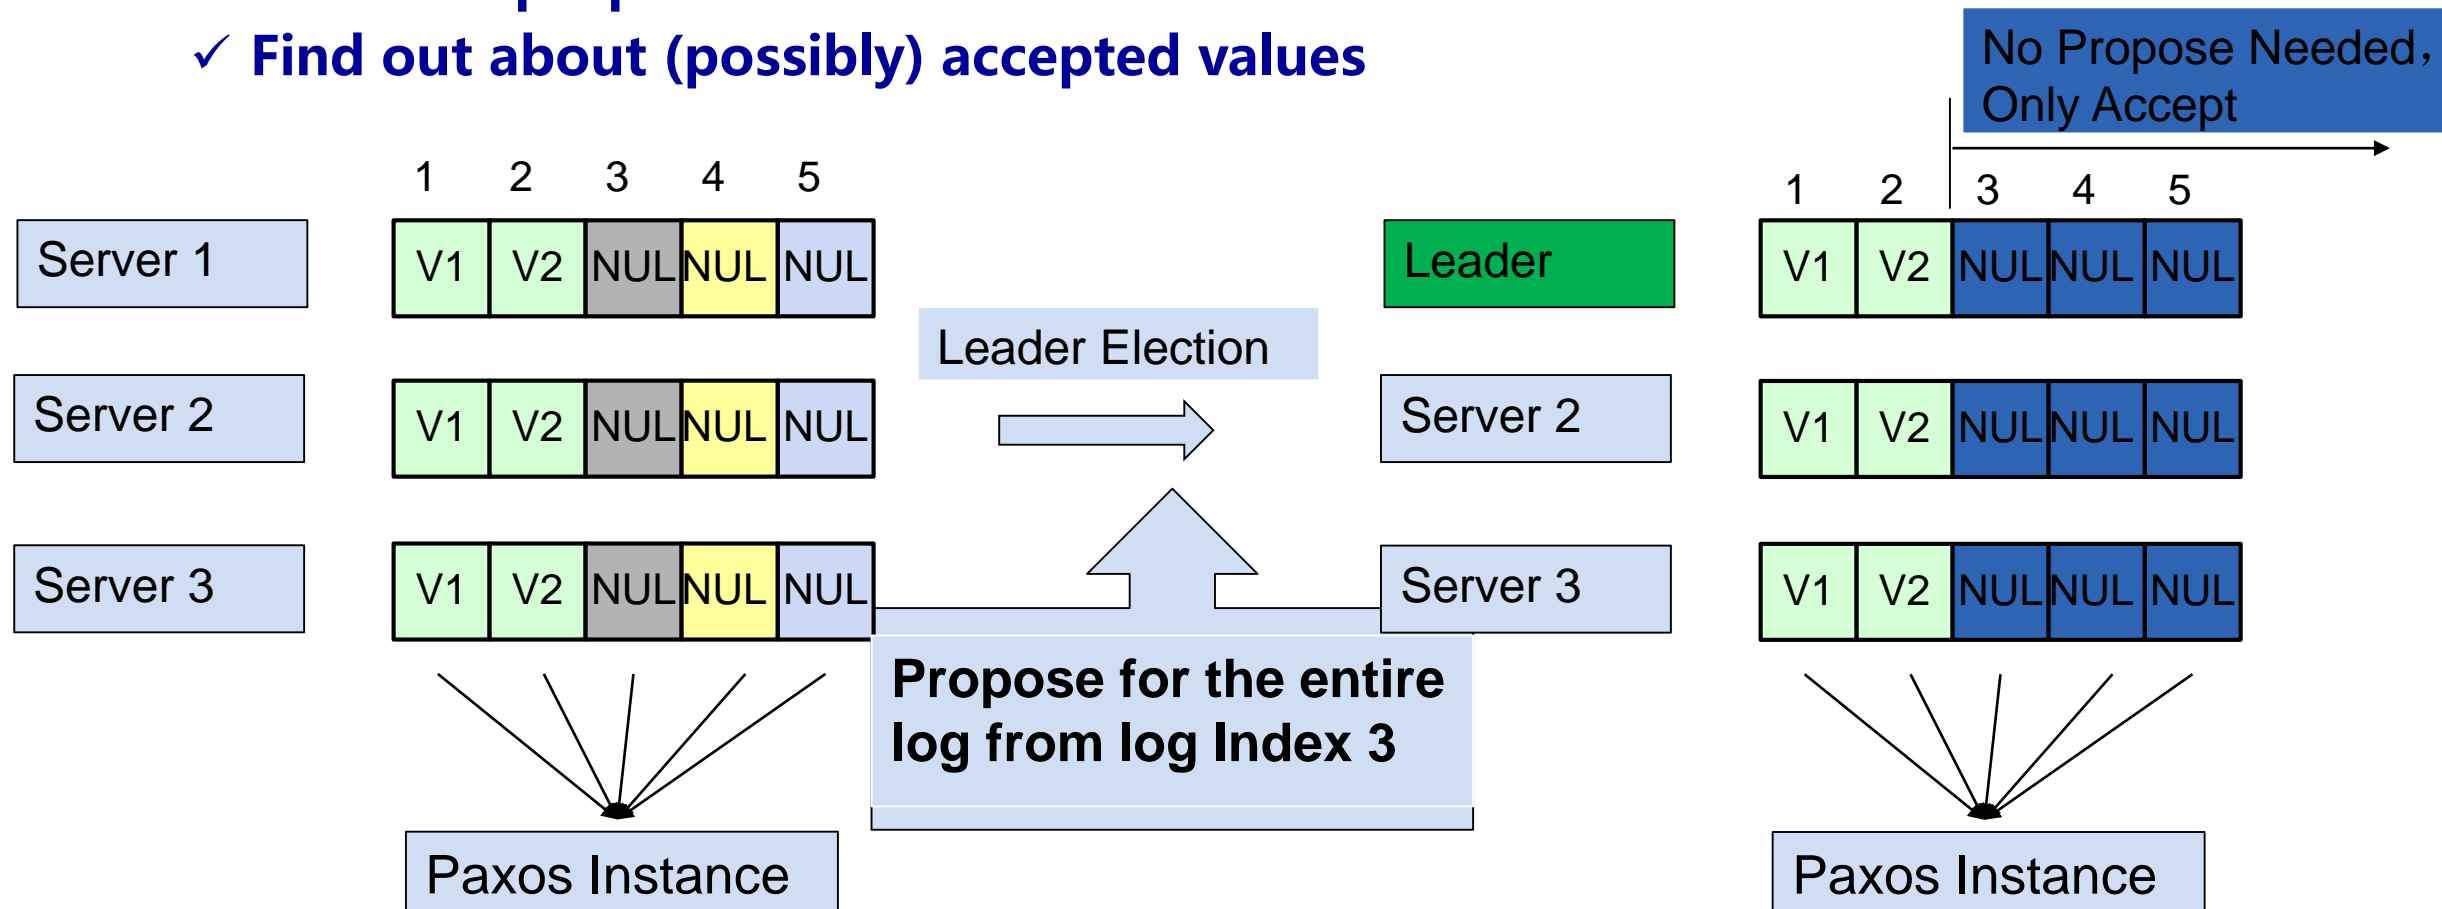 ✓ Find out about (possibly) accepted values
No Propose Needed,
Only Accept
1 2 3 4 5
Server 1
V1 V2 NUL NUL NUL
Server 2
V1 V2 NUL NUL NUL
Server 3
V1 V2 NUL NUL NUL
Paxos Instance
Leader Election
Propose for the entire
log from log Index 3
1 2 3 4 5
Leader
V1 V2 NUL NUL NUL
Server 2
V1 V2 NUL NUL NUL
Server 3
V1 V2 NUL NUL NUL
Paxos Instance